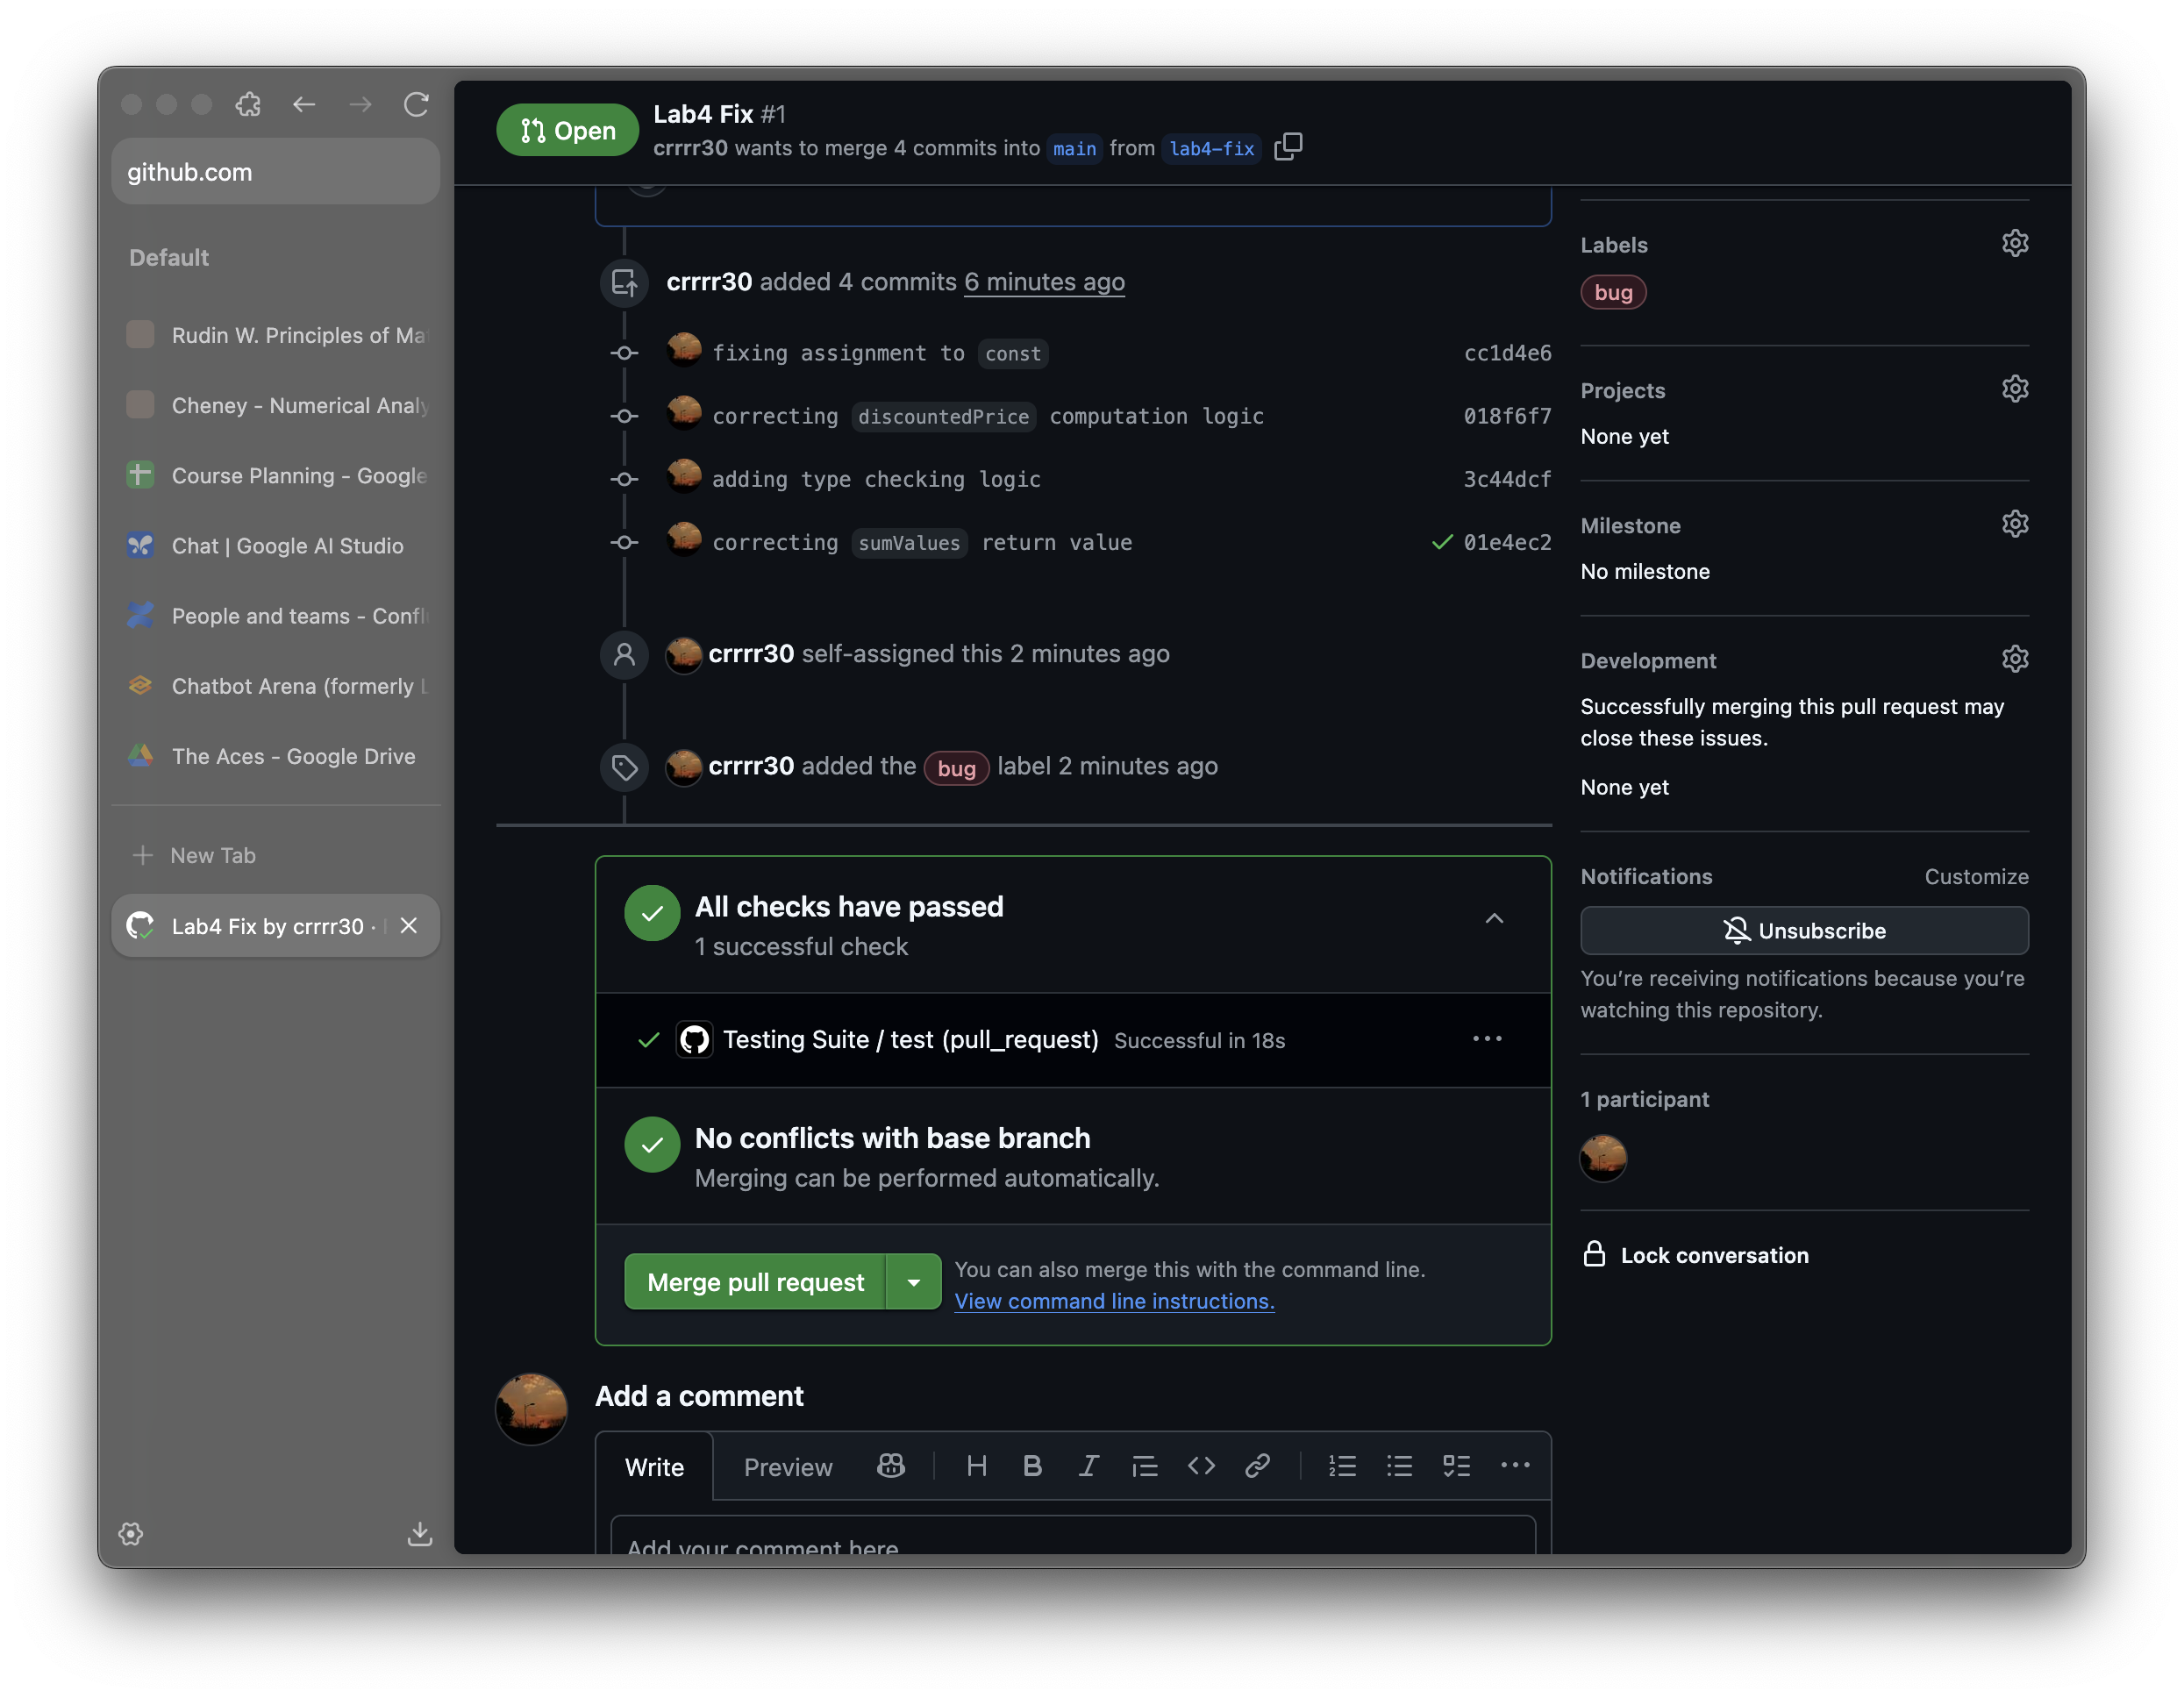 github.com
Default
Rudin W. Principles of Ma
Cheney - Numerical Analy
Course Planning - Google
Chat | Google AI Studio
People and teams - Confl
Chatbot Arena (formerly L
The Aces - Google Drive
New Tab
Lab4 Fix by crrrr30 ·
Open
Lab4 Fix #1
crrrr30 wants to merge 4 commits into main from lab4-fix
crrrr30 added 4 commits 6 minutes ago
fixing assignment to const cc1d4e6
correcting discountedPrice computation logic 018f6f7
adding type checking logic 3c44dcf
correcting sumValues return value 01e4ec2
crrrr30 self-assigned this 2 minutes ago
crrrr30 added the bug label 2 minutes ago
All checks have passed
1 successful check
Testing Suite / test (pull_request) Successful in 18s
No conflicts with base branch
Merging can be performed automatically.
Merge pull request
You can also merge this with the command line.
View command line instructions.
Add a comment
Write Preview
Add your comment here
Labels
bug
Projects
None yet
Milestone
No milestone
Development
Successfully merging this pull request may
close these issues.
None yet
Notifications Customize
Unsubscribe
You’re receiving notifications because you’re
watching this repository.
1 participant
Lock conversation